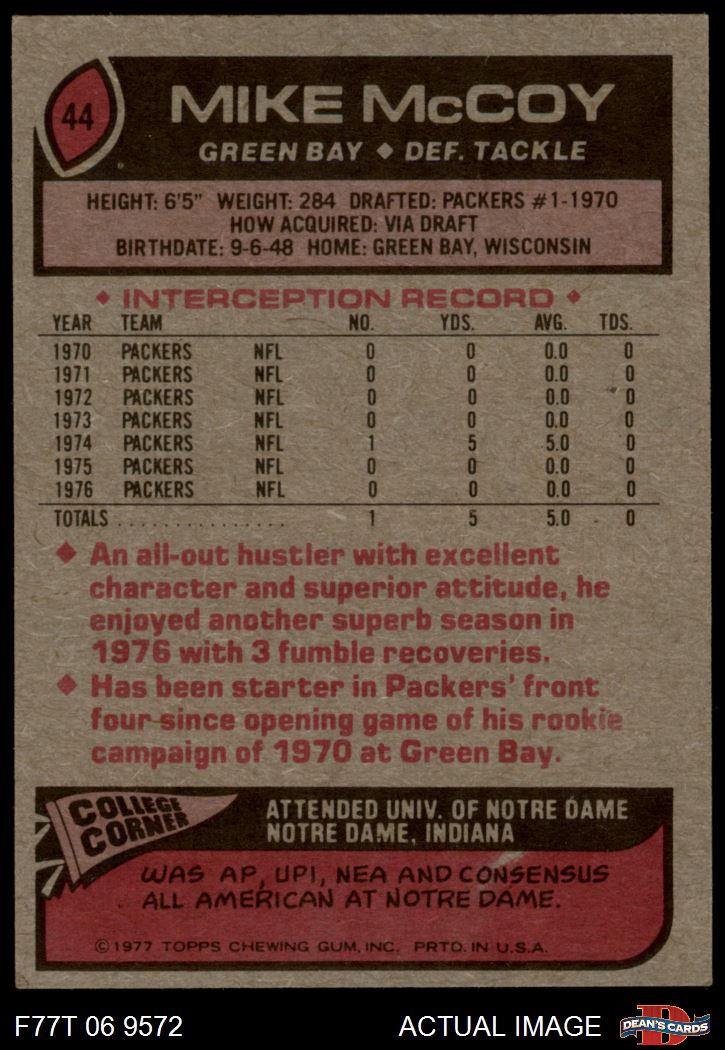 44
MIKE McCOY
GREEN BAY ◆ DEF. TACKLE
HEIGHT: 6'5" WEIGHT: 284 DRAFTED: PACKERS #1-1970
HOW ACQUIRED: VIA DRAFT
BIRTHDATE: 9-6-48 HOME: GREEN BAY, WISCONSIN
◆ INTERCEPTION RECORD ◆
YEAR TEAM NO. YDS. AVG. TDS.
1970 PACKERS NFL 0 0 0.0 0
1971 PACKERS NFL 0 0 0.0 0
1972 PACKERS NFL 0 0 0.0 0
1973 PACKERS NFL 0 0 0.0 0
1974 PACKERS NFL 1 5 5.0 0
1975 PACKERS NFL 0 0 0.0 0
1976 PACKERS NFL 0 0 0.0 0
TOTALS . . . . . . . . . . . . . . . 1 5 5.0 0
◆ An all-out hustler with excellent
character and superior attitude, he
enjoyed another superb season in
1976 with 3 fumble recoveries.
◆ Has been starter in Packers' front
four since opening game of his rookie
campaign of 1970 at Green Bay.
COLLEGE
CORNER
ATTENDED UNIV. OF NOTRE DAME
NOTRE DAME, INDIANA
WAS AP, UPI, NEA AND CONSENSUS
ALL AMERICAN AT NOTRE DAME.
© 1977 TOPPS CHEWING GUM, INC. PRTD. IN U.S.A.
F77T 06 9572
ACTUAL IMAGE
D
DEAN'S CARDS